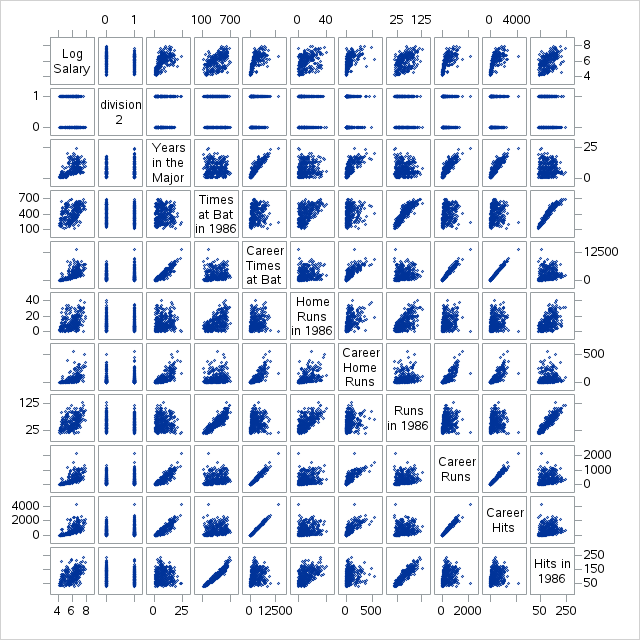 0 1 100 700 0 40 25 125 0 4000
Log
Salary
8
6
4
1
0
division
2
Years
in the
Major
25
0
700
400
100
Times
at Bat
in 1986
Career
Times
at Bat
12500
0
40
20
0
Home
Runs
in 1986
Career
Home
Runs
500
0
125
25
Runs
in 1986
Career
Runs
2000
1000
0
4000
2000
0
Career
Hits
Hits in
1986
250
150
50
4 6 8 0 25 0 12500 0 500 0 2000 50 250